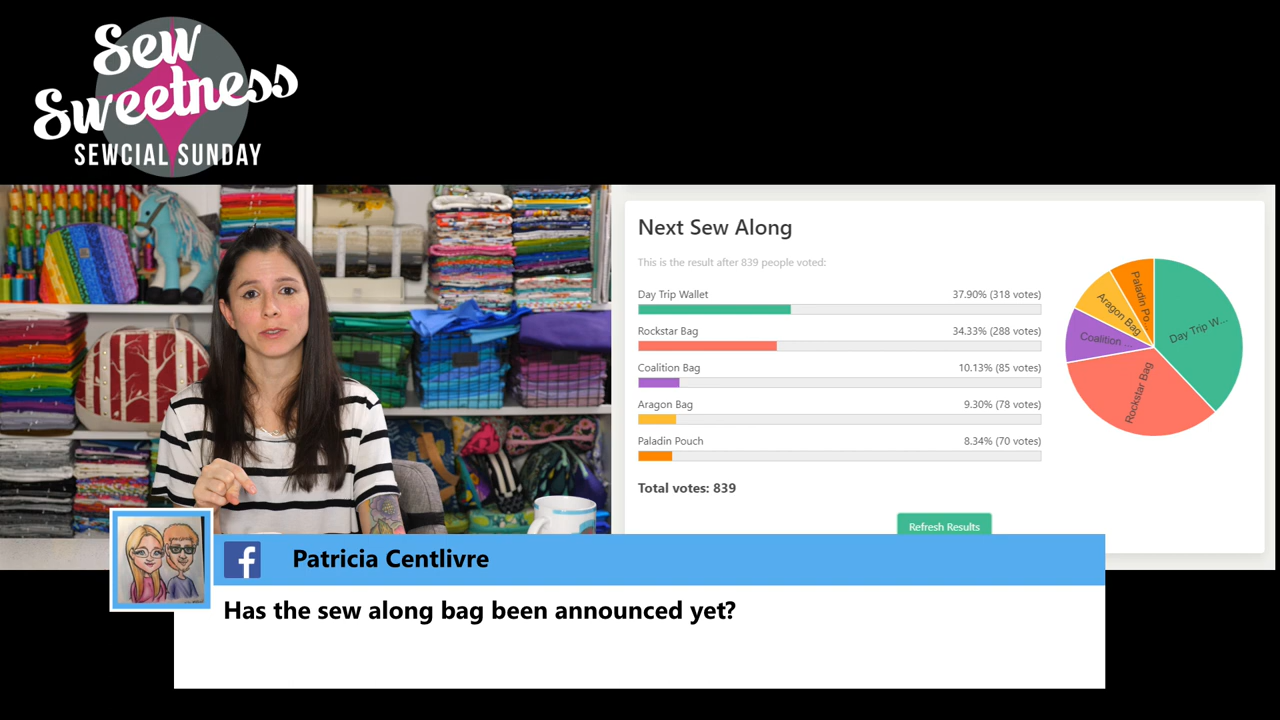 Sew
Sweetness
SEWCIAL SUNDAY
Next Sew Along
This is the result after 839 people voted:
Day Trip Wallet 37.90% (318 votes)
Rockstar Bag 34.33% (288 votes)
Coalition Bag 10.13% (85 votes)
Aragon Bag 9.30% (78 votes)
Paladin Pouch 8.34% (70 votes)
Total votes: 839
Refresh Results
Paladin Po
Aragon Bag
Coalition ...
Day Trip W...
Rockstar Bag
Patricia Centlivre
Has the sew along bag been announced yet?